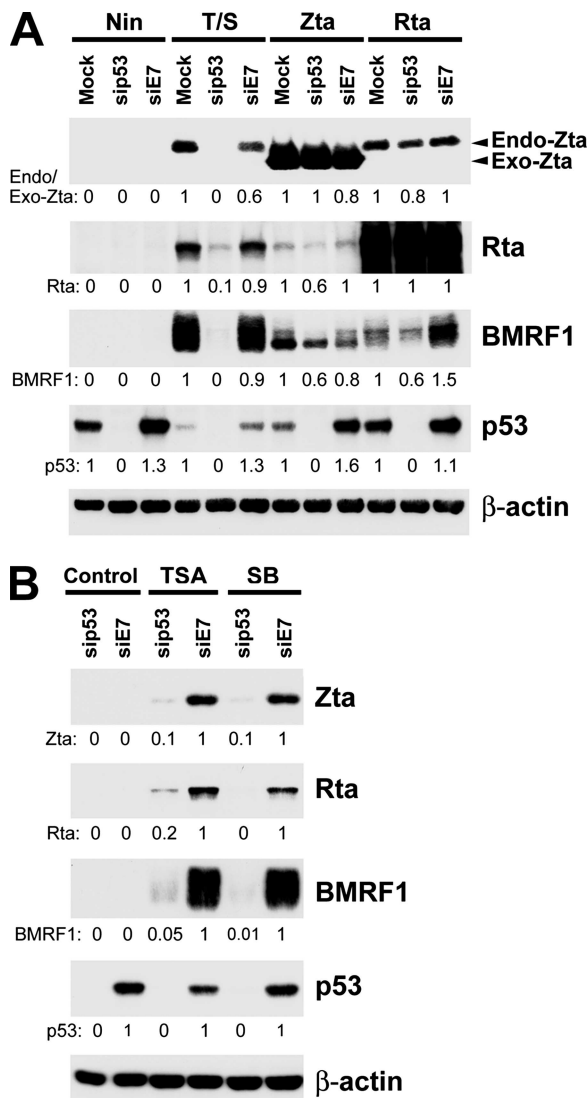 A
Nin T/S Zta Rta
Mock sip53 siE7 Mock sip53 siE7 Mock sip53 siE7 Mock sip53 siE7
Endo-Zta
Exo-Zta
Endo/
Exo-Zta: 0 0 0 1 0 0.6 1 1 0.8 1 0.8 1
Rta
Rta: 0 0 0 1 0.1 0.9 1 0.6 1 1 1 1
BMRF1
BMRF1: 0 0 0 1 0 0.9 1 0.6 0.8 1 0.6 1.5
p53
p53: 1 0 1.3 1 0 1.3 1 0 1.6 1 0 1.1
β-actin
B
Control TSA SB
sip53 siE7 sip53 siE7 sip53 siE7
Zta
Zta: 0 0 0.1 1 0.1 1
Rta
Rta: 0 0 0.2 1 0 1
BMRF1
BMRF1: 0 0 0.05 1 0.01 1
p53
p53: 0 1 0 1 0 1
β-actin